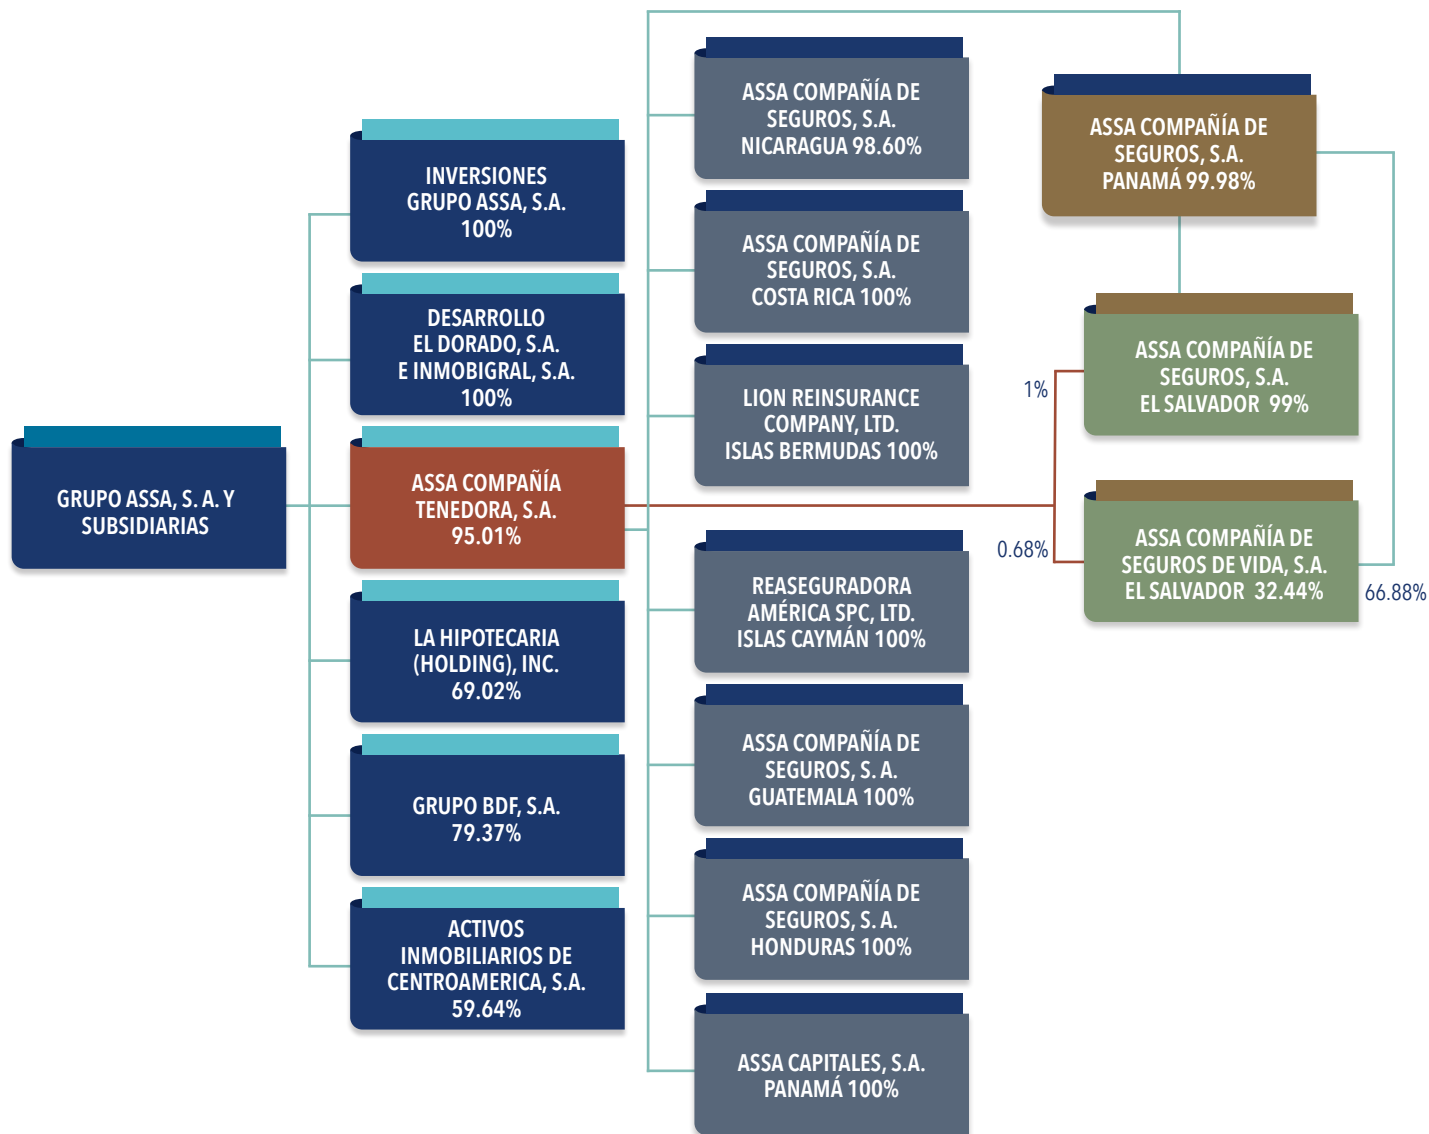 GRUPO ASSA, S. A. Y
SUBSIDIARIAS
INVERSIONES
GRUPO ASSA, S.A.
100%
DESARROLLO
EL DORADO, S.A.
E INMOBIGRAL, S.A.
100%
ASSA COMPAÑÍA
TENEDORA, S.A.
95.01%
LA HIPOTECARIA
(HOLDING), INC.
69.02%
GRUPO BDF, S.A.
79.37%
ACTIVOS
INMOBILIARIOS DE
CENTROAMERICA, S.A.
59.64%
ASSA COMPAÑÍA DE
SEGUROS, S.A.
NICARAGUA 98.60%
ASSA COMPAÑÍA DE
SEGUROS, S.A.
COSTA RICA 100%
LION REINSURANCE
COMPANY, LTD.
ISLAS BERMUDAS 100%
REASEGURADORA
AMÉRICA SPC, LTD.
ISLAS CAYMÁN 100%
ASSA COMPAÑÍA DE
SEGUROS, S. A.
GUATEMALA 100%
ASSA COMPAÑÍA DE
SEGUROS, S. A.
HONDURAS 100%
ASSA CAPITALES, S.A.
PANAMÁ 100%
ASSA COMPAÑÍA DE
SEGUROS, S.A.
PANAMÁ 99.98%
1%
ASSA COMPAÑÍA DE
SEGUROS, S.A.
EL SALVADOR 99%
0.68%
ASSA COMPAÑÍA DE
SEGUROS DE VIDA, S.A.
EL SALVADOR 32.44%
66.88%